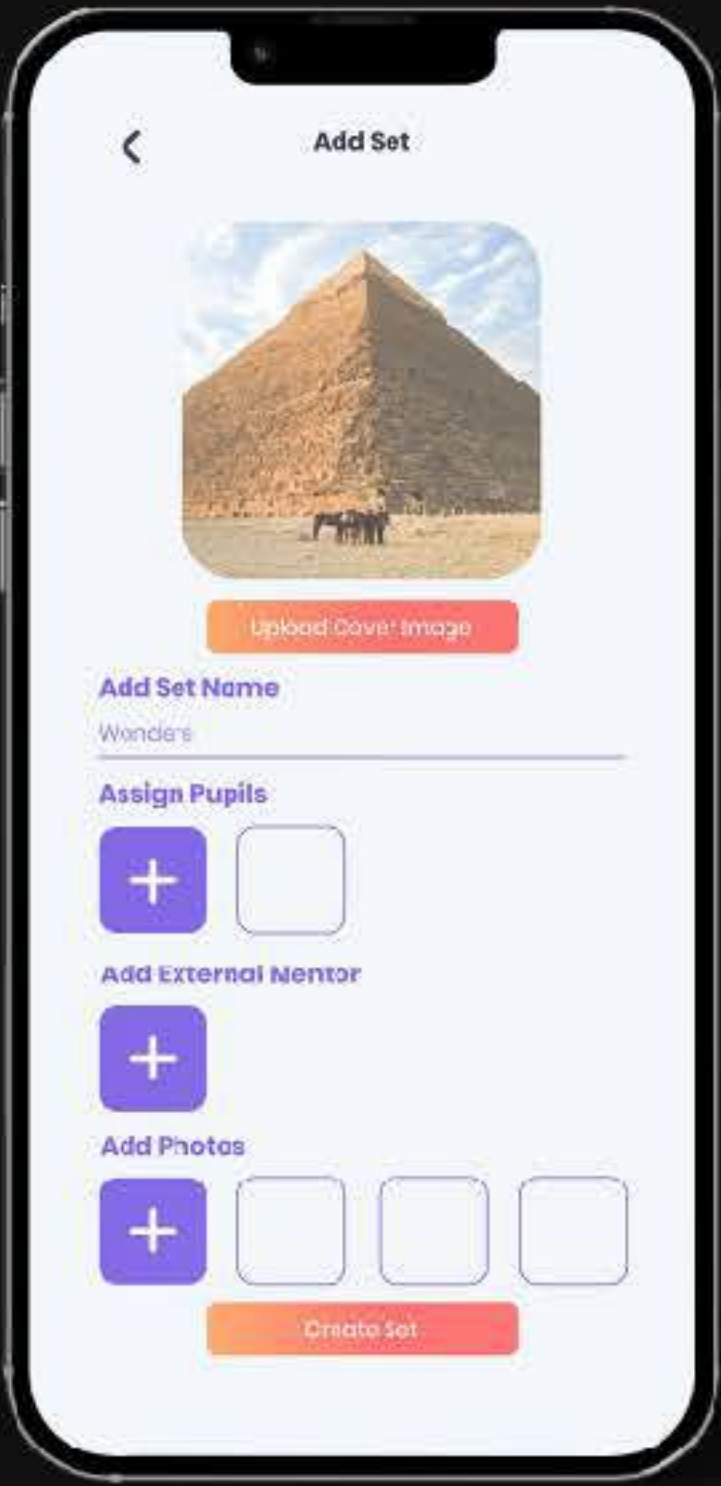 Add Set
Upload Cover Image
Add Set Name
Wonders
Assign Pupils
Add External Mentor
Add Photos
Create Set